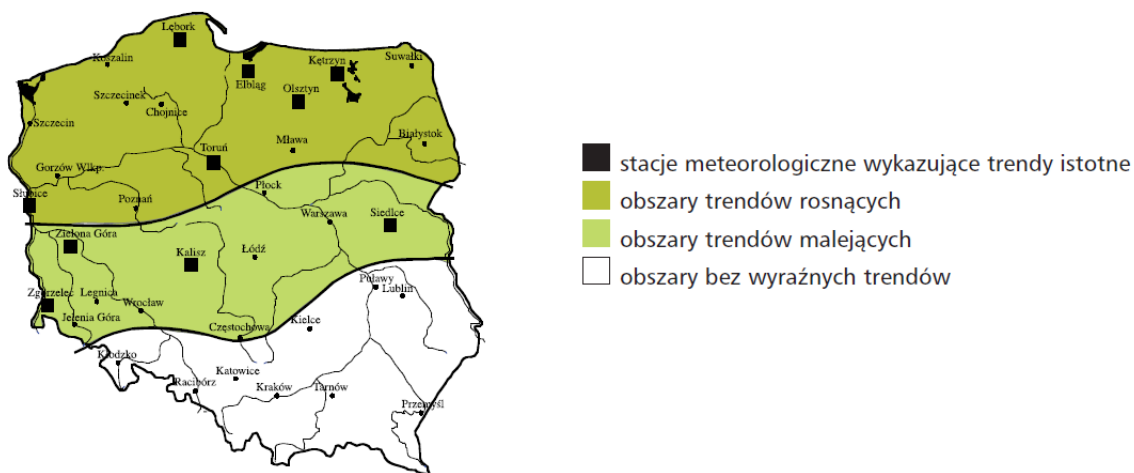 Lębork
Koszalin
Kętrzyn
Suwałki
Elbląg
Olsztyn
Szczecinek
Chojnice
Szczecin
Białystok
Toruń
Mława
Gorzów Wlkp.
Płock
Słubice
Poznań
Warszawa
Siedlce
Zielona Góra
Kalisz
Łódź
Zgorzelec
Legnica
Wrocław
Puławy
Lublin
Jelenia Góra
Częstochowa
Kielce
Kłodzko
Katowice
Racibórz
Kraków
Tarnów
Przemyśl
stacje meteorologiczne wykazujące trendy istotne
obszary trendów rosnących
obszary trendów malejących
obszary bez wyraźnych trendów